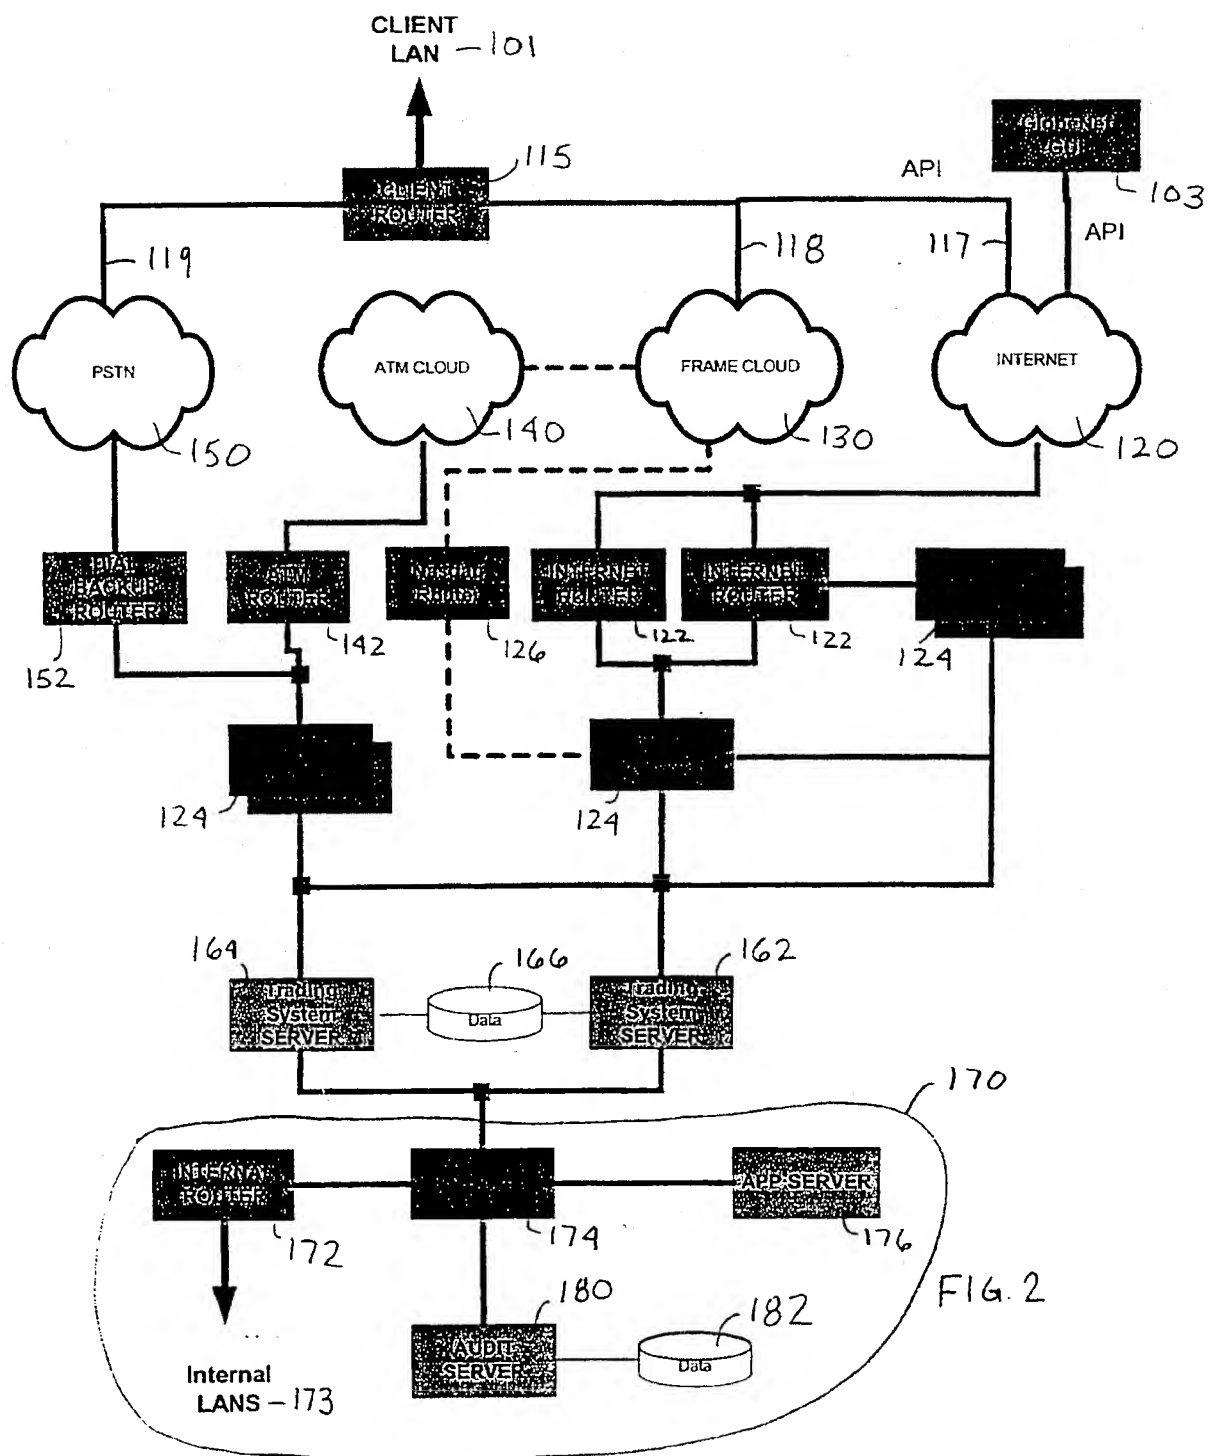 CLIENT
LAN – 101
GlobeNet
GUI
103
115
CLIENT
ROUTER
API
API
119
118
117
PSTN
ATM CLOUD
FRAME CLOUD
INTERNET
150
140
130
120
DIAL
BACKUP
ROUTER
ATM
ROUTER
Router
INTERNET
ROUTER
INTERNET
ROUTER
152
142
126
122
122
124
124
124
164
166
162
Trading
System
SERVER
Data
Trading
System
SERVER
170
INTERNAL
ROUTER
APP SERVER
172
174
176
180
182
FIG. 2
AUDIT
SERVER
Data
Internal
LANS – 173